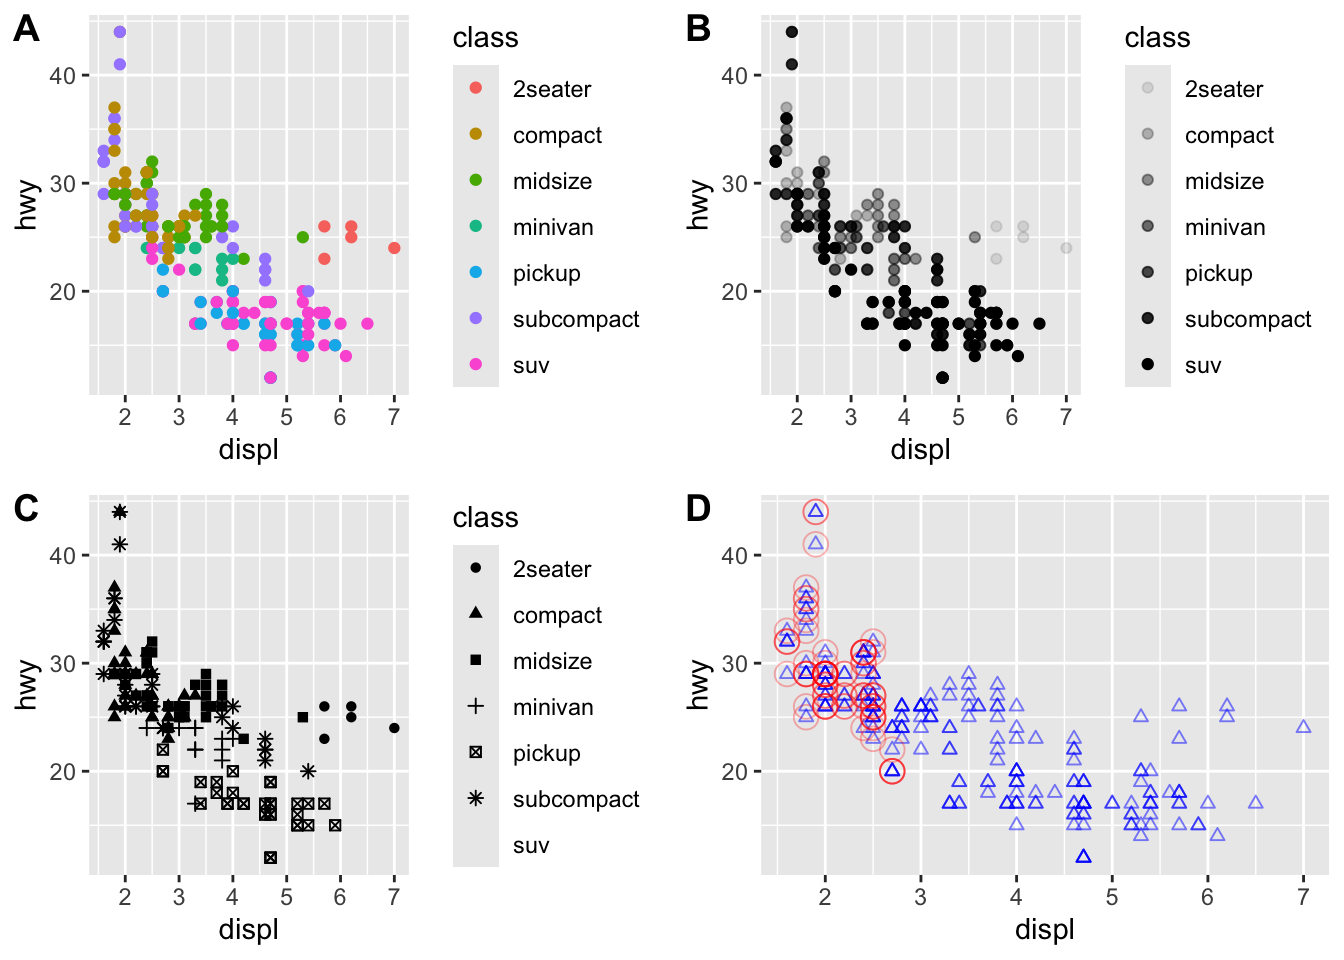 A
class
2seater
compact
midsize
minivan
pickup
subcompact
suv
40
30
20
hwy
2 3 4 5 6 7
displ
B
class
2seater
compact
midsize
minivan
pickup
subcompact
suv
40
30
20
hwy
2 3 4 5 6 7
displ
C
class
2seater
compact
midsize
minivan
pickup
subcompact
suv
40
30
20
hwy
2 3 4 5 6 7
displ
D
40
30
20
hwy
2 3 4 5 6 7
displ